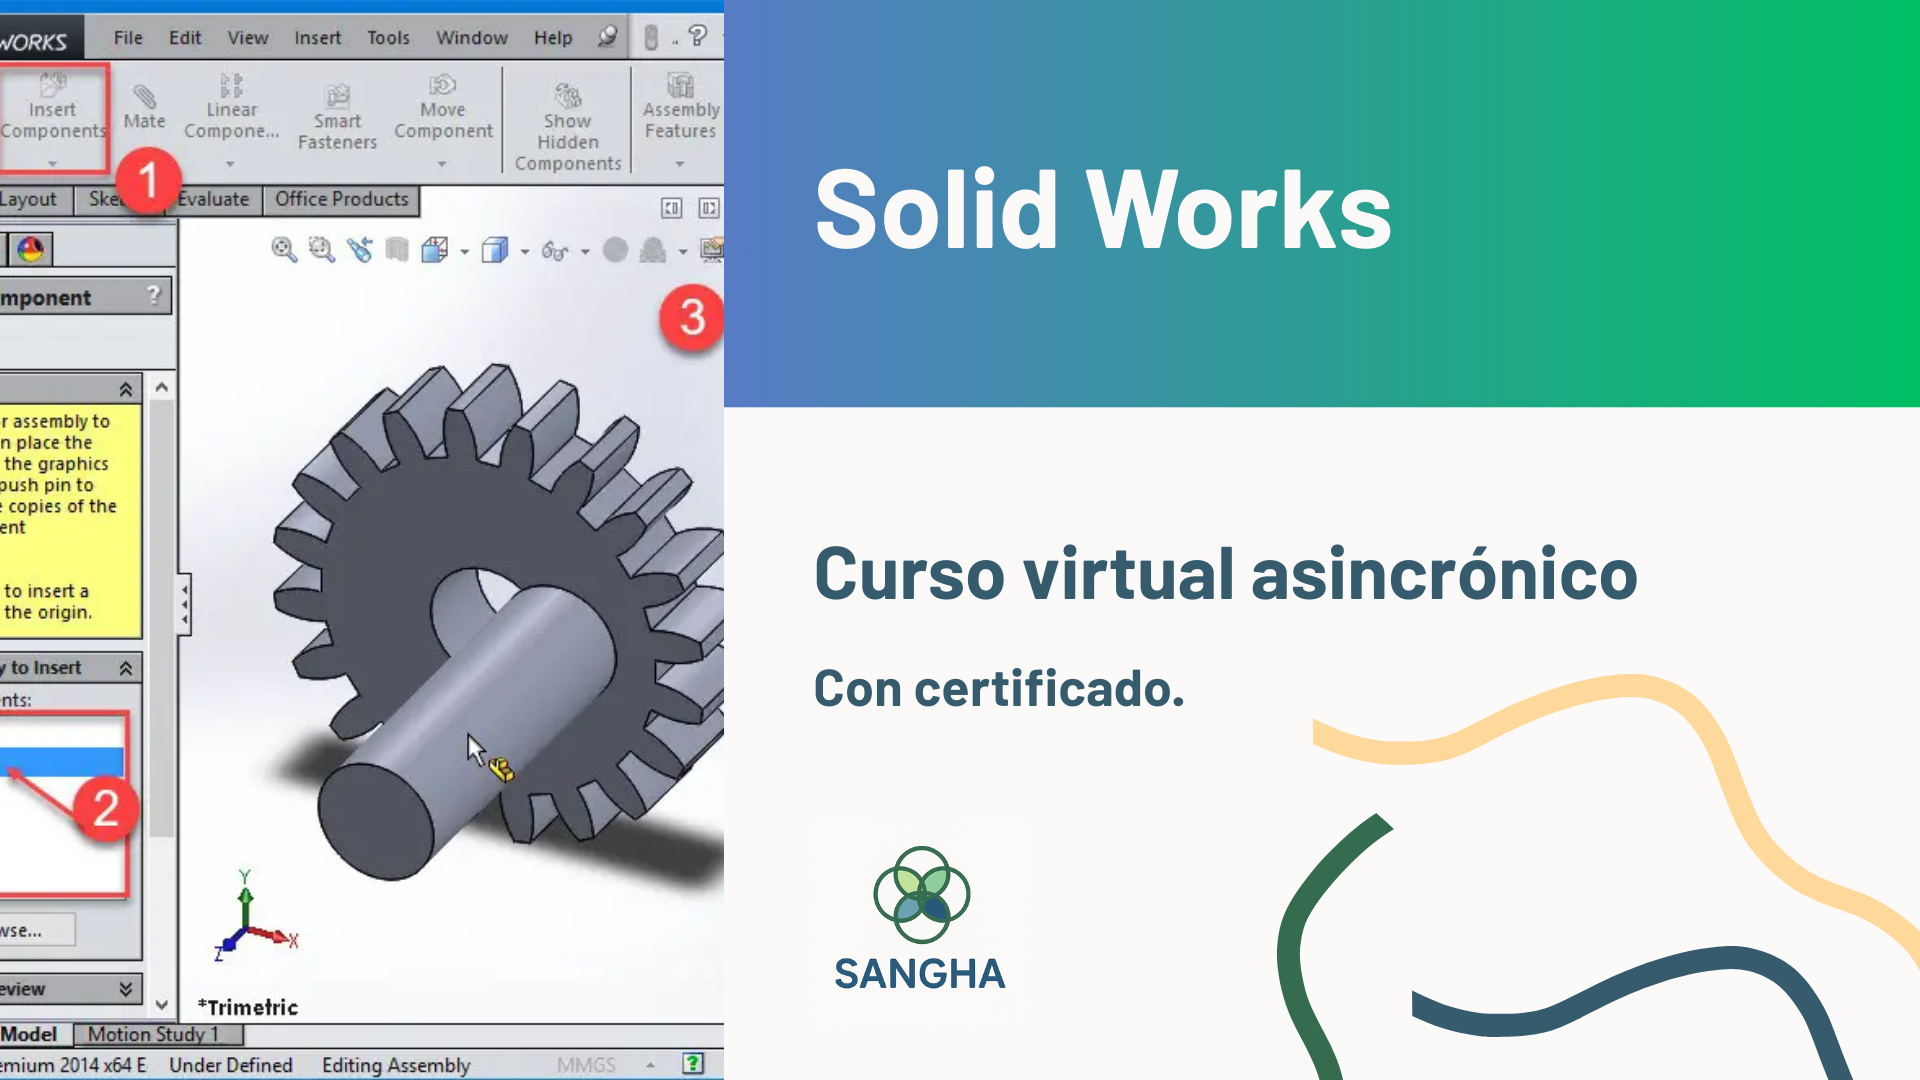 WORKS
File Edit View Insert Tools Window Help
Insert
Components
Mate
Linear
Compone...
Smart
Fasteners
Move
Component
Show
Hidden
Components
Assembly
Features
1
Layout
Evaluate
Office Products
mponent
?
3
r assembly to
n place the
the graphics
push pin to
e copies of the
ent
to insert a
the origin.
y to Insert
nts:
2
wse...
eview
Y
X
Z
*Trimetric
Model
Motion Study 1
emium 2014 x64 E
Under Defined
Editing Assembly
MMGS
?
Solid Works
Curso virtual asincrónico
Con certificado.
SANGHA